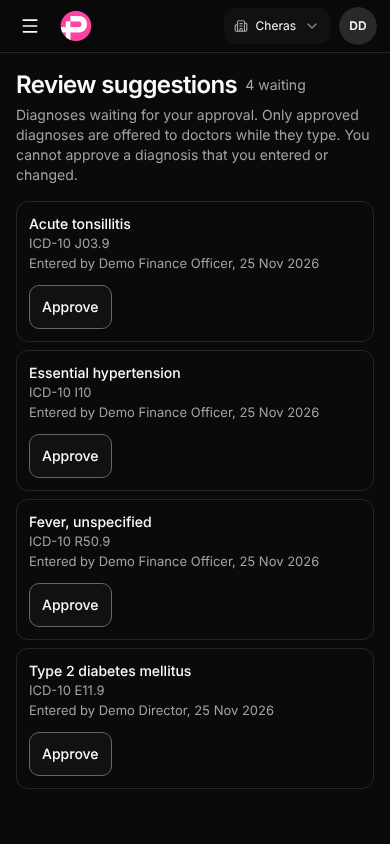 Cheras
DD
Review suggestions 4 waiting
Diagnoses waiting for your approval. Only approved
diagnoses are offered to doctors while they type. You
cannot approve a diagnosis that you entered or
changed.
Acute tonsillitis
ICD-10 J03.9
Entered by Demo Finance Officer, 25 Nov 2026
Approve
Essential hypertension
ICD-10 I10
Entered by Demo Finance Officer, 25 Nov 2026
Approve
Fever, unspecified
ICD-10 R50.9
Entered by Demo Finance Officer, 25 Nov 2026
Approve
Type 2 diabetes mellitus
ICD-10 E11.9
Entered by Demo Director, 25 Nov 2026
Approve